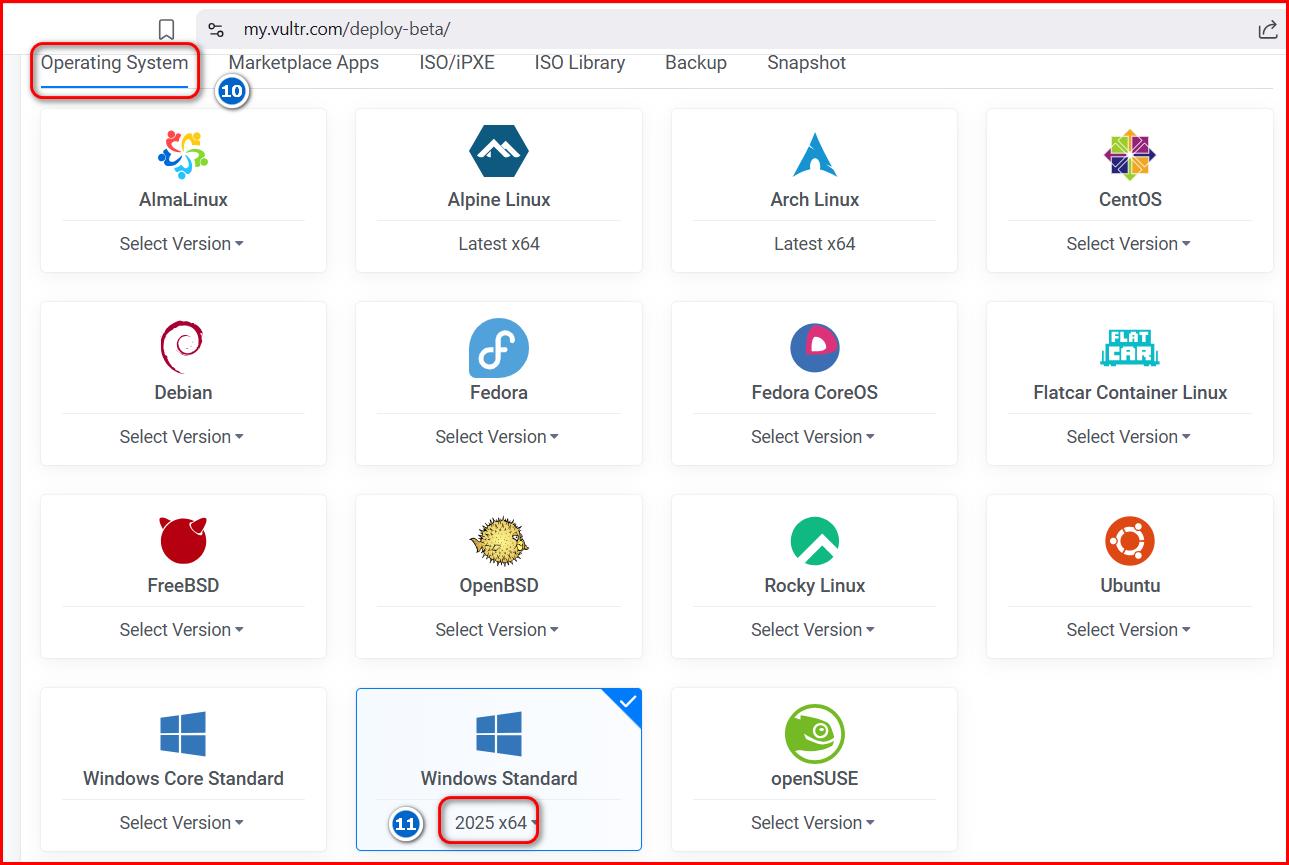 my.vultr.com/deploy-beta/
Operating System Marketplace Apps ISO/iPXE ISO Library Backup Snapshot
10
AlmaLinux Alpine Linux Arch Linux CentOS
Select Version Latest x64 Latest x64 Select Version
FLAT
CAR
Debian Fedora Fedora CoreOS Flatcar Container Linux
Select Version Select Version Select Version Select Version
FreeBSD OpenBSD Rocky Linux Ubuntu
Select Version Select Version Select Version Select Version
Windows Core Standard Windows Standard openSUSE
Select Version 11 2025 x64 Select Version